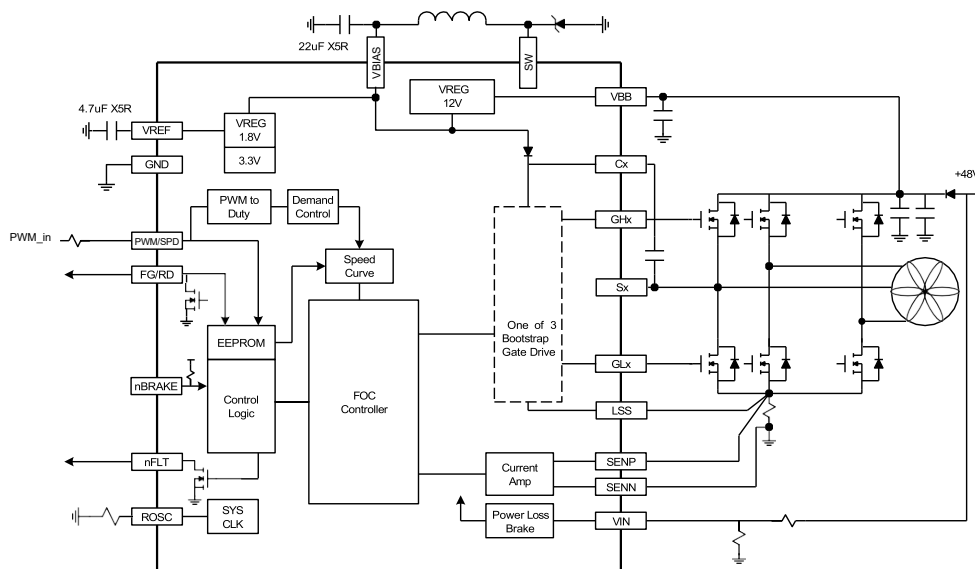 22uF X5R
VBIAS
SW
4.7uF X5R
VREF
VREG
1.8V
3.3V
VREG
12V
VBB
GND
Cx
+48V
PWM to
Duty
Demand
Control
GHx
PWM_in
PWM/SPD
Speed
Curve
FG/RD
Sx
EEPROM
One of 3
Bootstrap
Gate Drive
nBRAKE
Control
Logic
FOC
Controller
GLx
LSS
nFLT
Current
Amp
SENP
SENN
ROSC
SYS
CLK
Power Loss
Brake
VIN